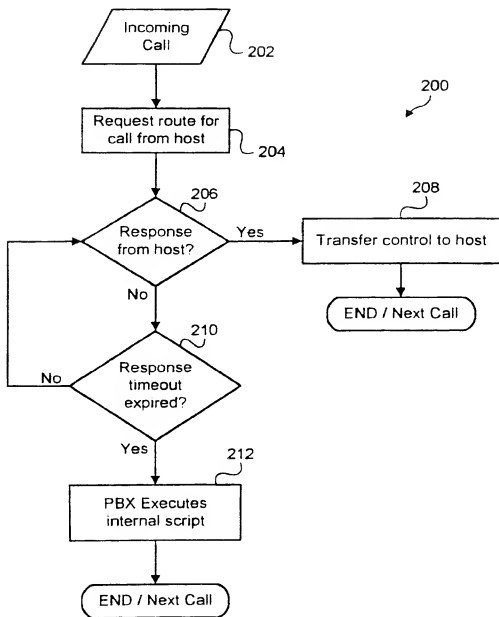 Incoming
Call
202
200
Request route for
call from host
204
206
Response
from host?
Yes
208
Transfer control to host
END / Next Call
No
210
Response
timeout
expired?
No
Yes
212
PBX Executes
internal script
END / Next Call